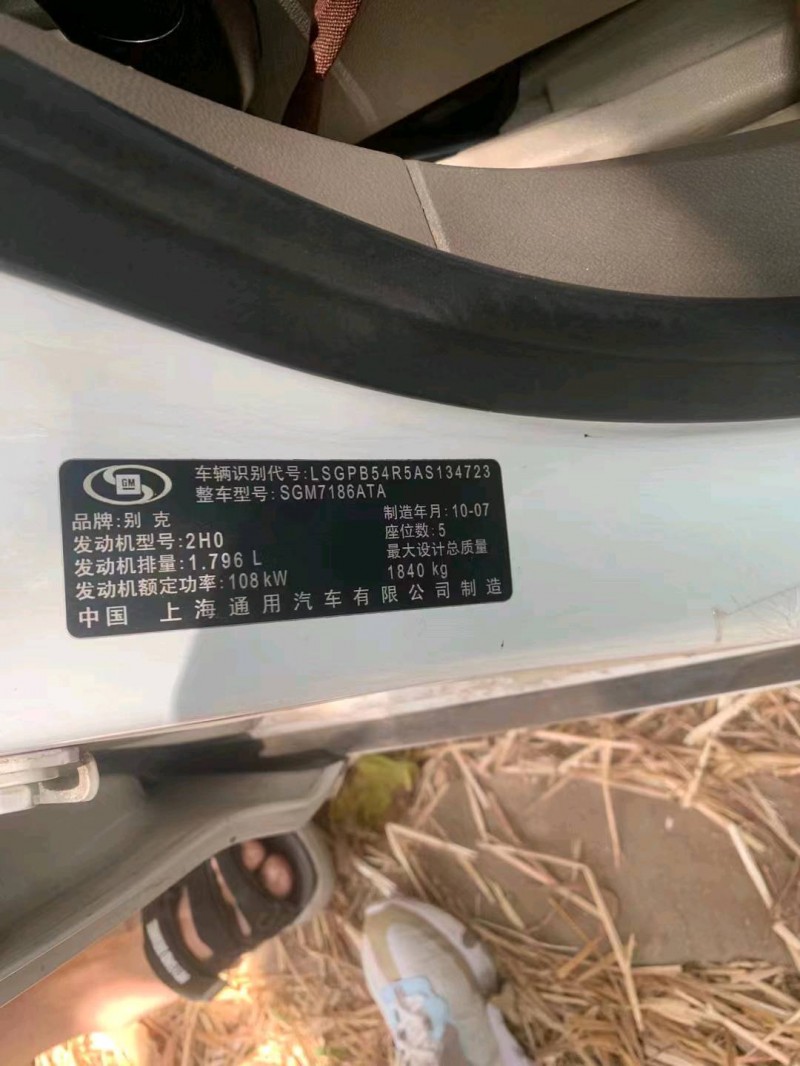 GM
车辆识别代号:LSGPB54R5AS134723
整车型号:SGM7186ATA
品牌:别 克
制造年月:10-07
发动机型号:2H0
座位数:5
发动机排量:1.796 L
最大设计总质量
发动机额定功率:108 kW
1840 kg
中国 上海通用汽车有限公司制造